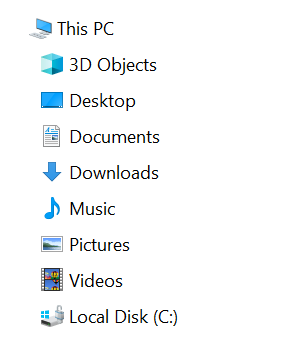 This PC
3D Objects
Desktop
Documents
Downloads
Music
Pictures
Videos
Local Disk (C:)